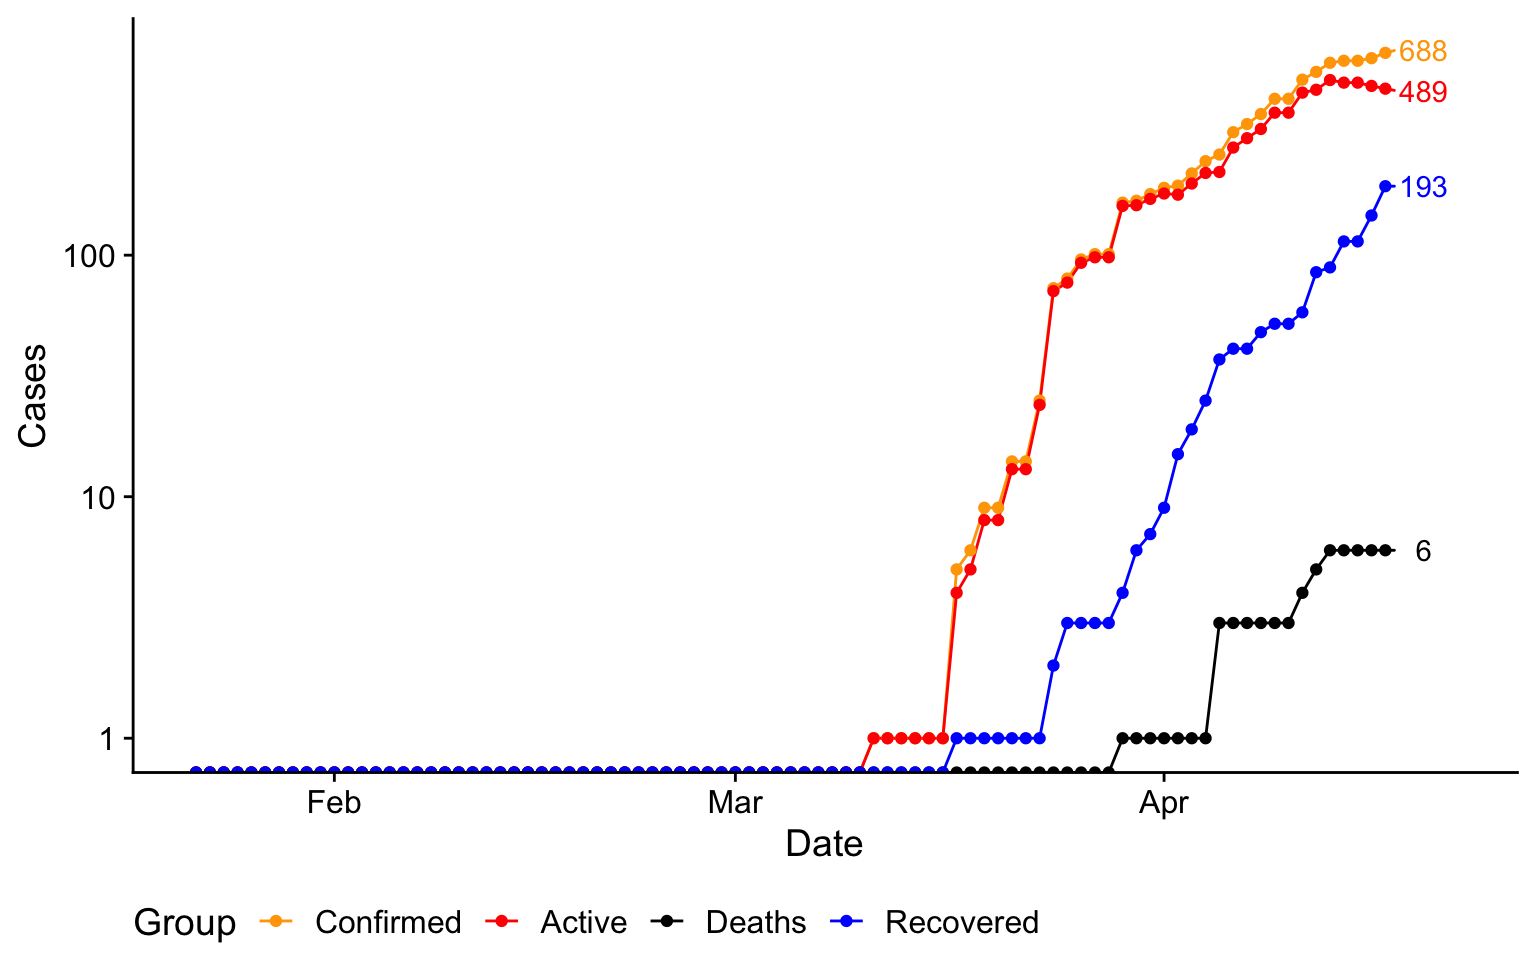 688
489
193
100
Cases
10
6
1
Feb Mar Apr
Date
Group Confirmed Active Deaths Recovered